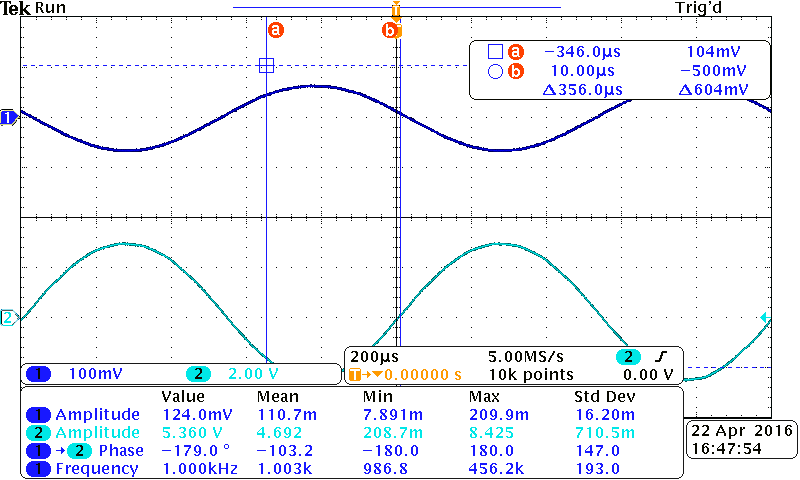 Tek Run Trig'd
T
a b
a −346.0µs 104mV
b 10.00µs −500mV
Δ356.0µs Δ604mV
1
2
1 100mV 2 2.00 V
200µs 5.00MS/s 2
T→▼0.00000 s 10k points 0.00 V
Value Mean Min Max Std Dev
1 Amplitude 124.0mV 110.7m 7.891m 209.9m 16.20m
2 Amplitude 5.360 V 4.692 208.7m 8.425 710.5m
1 → 2 Phase −179.0 ° −103.2 −180.0 180.0 147.0
1 Frequency 1.000kHz 1.003k 986.8 456.2k 193.0
22 Apr 2016
16:47:54